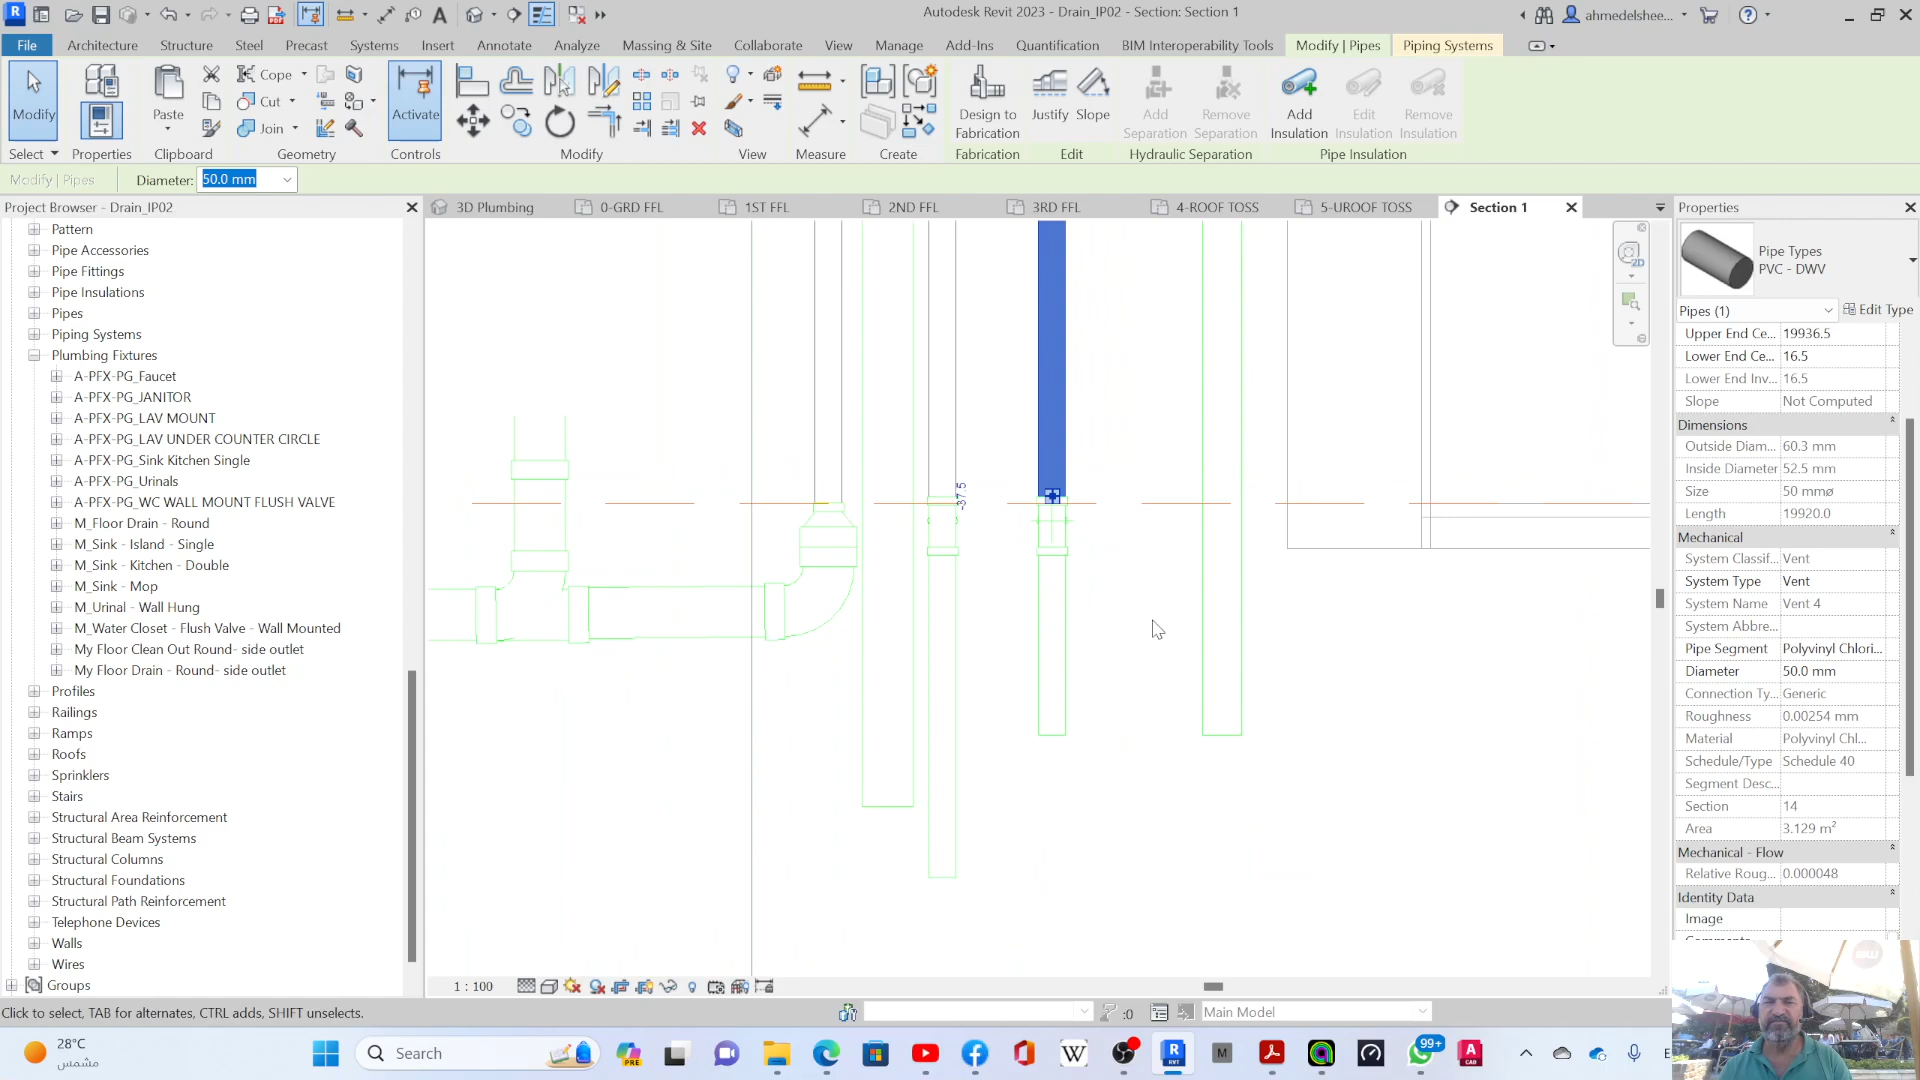 Autodesk Revit 2023 - Drain_IP02 - Section: Section 1
ahmedelshee...
File Architecture Structure Steel Precast Systems Insert Annotate Analyze Massing & Site Collaborate View Manage Add-Ins Quantification BIM Interoperability Tools Modify | Pipes Piping Systems
Modify Paste Cope Cut Join Activate
Design to Fabrication Justify Slope Add Separation Remove Separation Add Insulation Edit Insulation Remove Insulation
Select Properties Clipboard Geometry Controls Modify View Measure Create Fabrication Edit Hydraulic Separation Pipe Insulation
Modify | Pipes Diameter: 50.0 mm
Project Browser - Drain_IP02
3D Plumbing 0-GRD FFL 1ST FFL 2ND FFL 3RD FFL 4-ROOF TOSS 5-UROOF TOSS Section 1
Properties
Pattern
Pipe Accessories
Pipe Fittings
Pipe Insulations
Pipes
Piping Systems
Plumbing Fixtures
A-PFX-PG_Faucet
A-PFX-PG_JANITOR
A-PFX-PG_LAV MOUNT
A-PFX-PG_LAV UNDER COUNTER CIRCLE
A-PFX-PG_Sink Kitchen Single
A-PFX-PG_Urinals
A-PFX-PG_WC WALL MOUNT FLUSH VALVE
M_Floor Drain - Round
M_Sink - Island - Single
M_Sink - Kitchen - Double
M_Sink - Mop
M_Urinal - Wall Hung
M_Water Closet - Flush Valve - Wall Mounted
My Floor Clean Out Round- side outlet
My Floor Drain - Round- side outlet
Profiles
Railings
Ramps
Roofs
Sprinklers
Stairs
Structural Area Reinforcement
Structural Beam Systems
Structural Columns
Structural Foundations
Structural Path Reinforcement
Telephone Devices
Walls
Wires
Groups
2D
-37.5
Pipe Types
PVC - DWV
Pipes (1) Edit Type
Upper End Ce... 19936.5
Lower End Ce... 16.5
Lower End Inv... 16.5
Slope Not Computed
Dimensions
Outside Diam... 60.3 mm
Inside Diameter 52.5 mm
Size 50 mmø
Length 19920.0
Mechanical
System Classif... Vent
System Type Vent
System Name Vent 4
System Abbre...
Pipe Segment Polyvinyl Chlori...
Diameter 50.0 mm
Connection Ty... Generic
Roughness 0.00254 mm
Material Polyvinyl Chl...
Schedule/Type Schedule 40
Segment Desc...
Section 14
Area 3.129 m²
Mechanical - Flow
Relative Roug... 0.000048
Identity Data
Image
1 : 100
Click to select, TAB for alternates, CTRL adds, SHIFT unselects.
:0
Main Model
28°C
مشمس
Search
PRE
W
RVT
M
99+
CAD